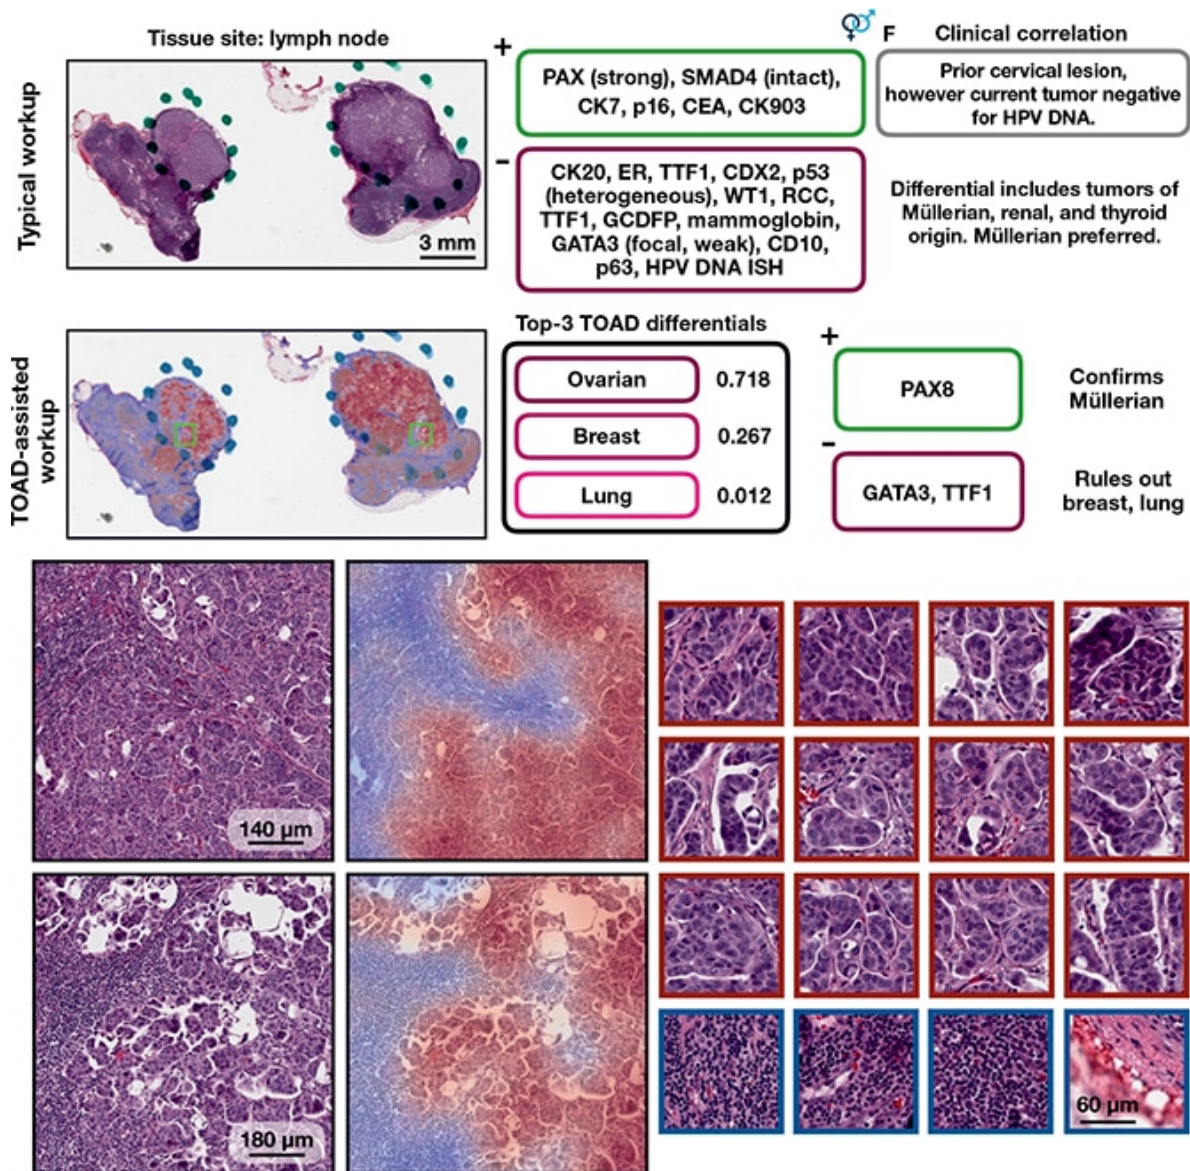 Tissue site: lymph node
Typical workup
3 mm
+
PAX (strong), SMAD4 (intact),
CK7, p16, CEA, CK903
–
CK20, ER, TTF1, CDX2, p53
(heterogeneous), WT1, RCC,
TTF1, GCDFP, mammoglobin,
GATA3 (focal, weak), CD10,
p63, HPV DNA ISH
F
Clinical correlation
Prior cervical lesion,
however current tumor negative
for HPV DNA.
Differential includes tumors of
Müllerian, renal, and thyroid
origin. Müllerian preferred.
TOAD-assisted
workup
Top-3 TOAD differentials
Ovarian 0.718
Breast 0.267
Lung 0.012
+
PAX8
Confirms
Müllerian
–
GATA3, TTF1
Rules out
breast, lung
140 µm
180 µm
60 µm